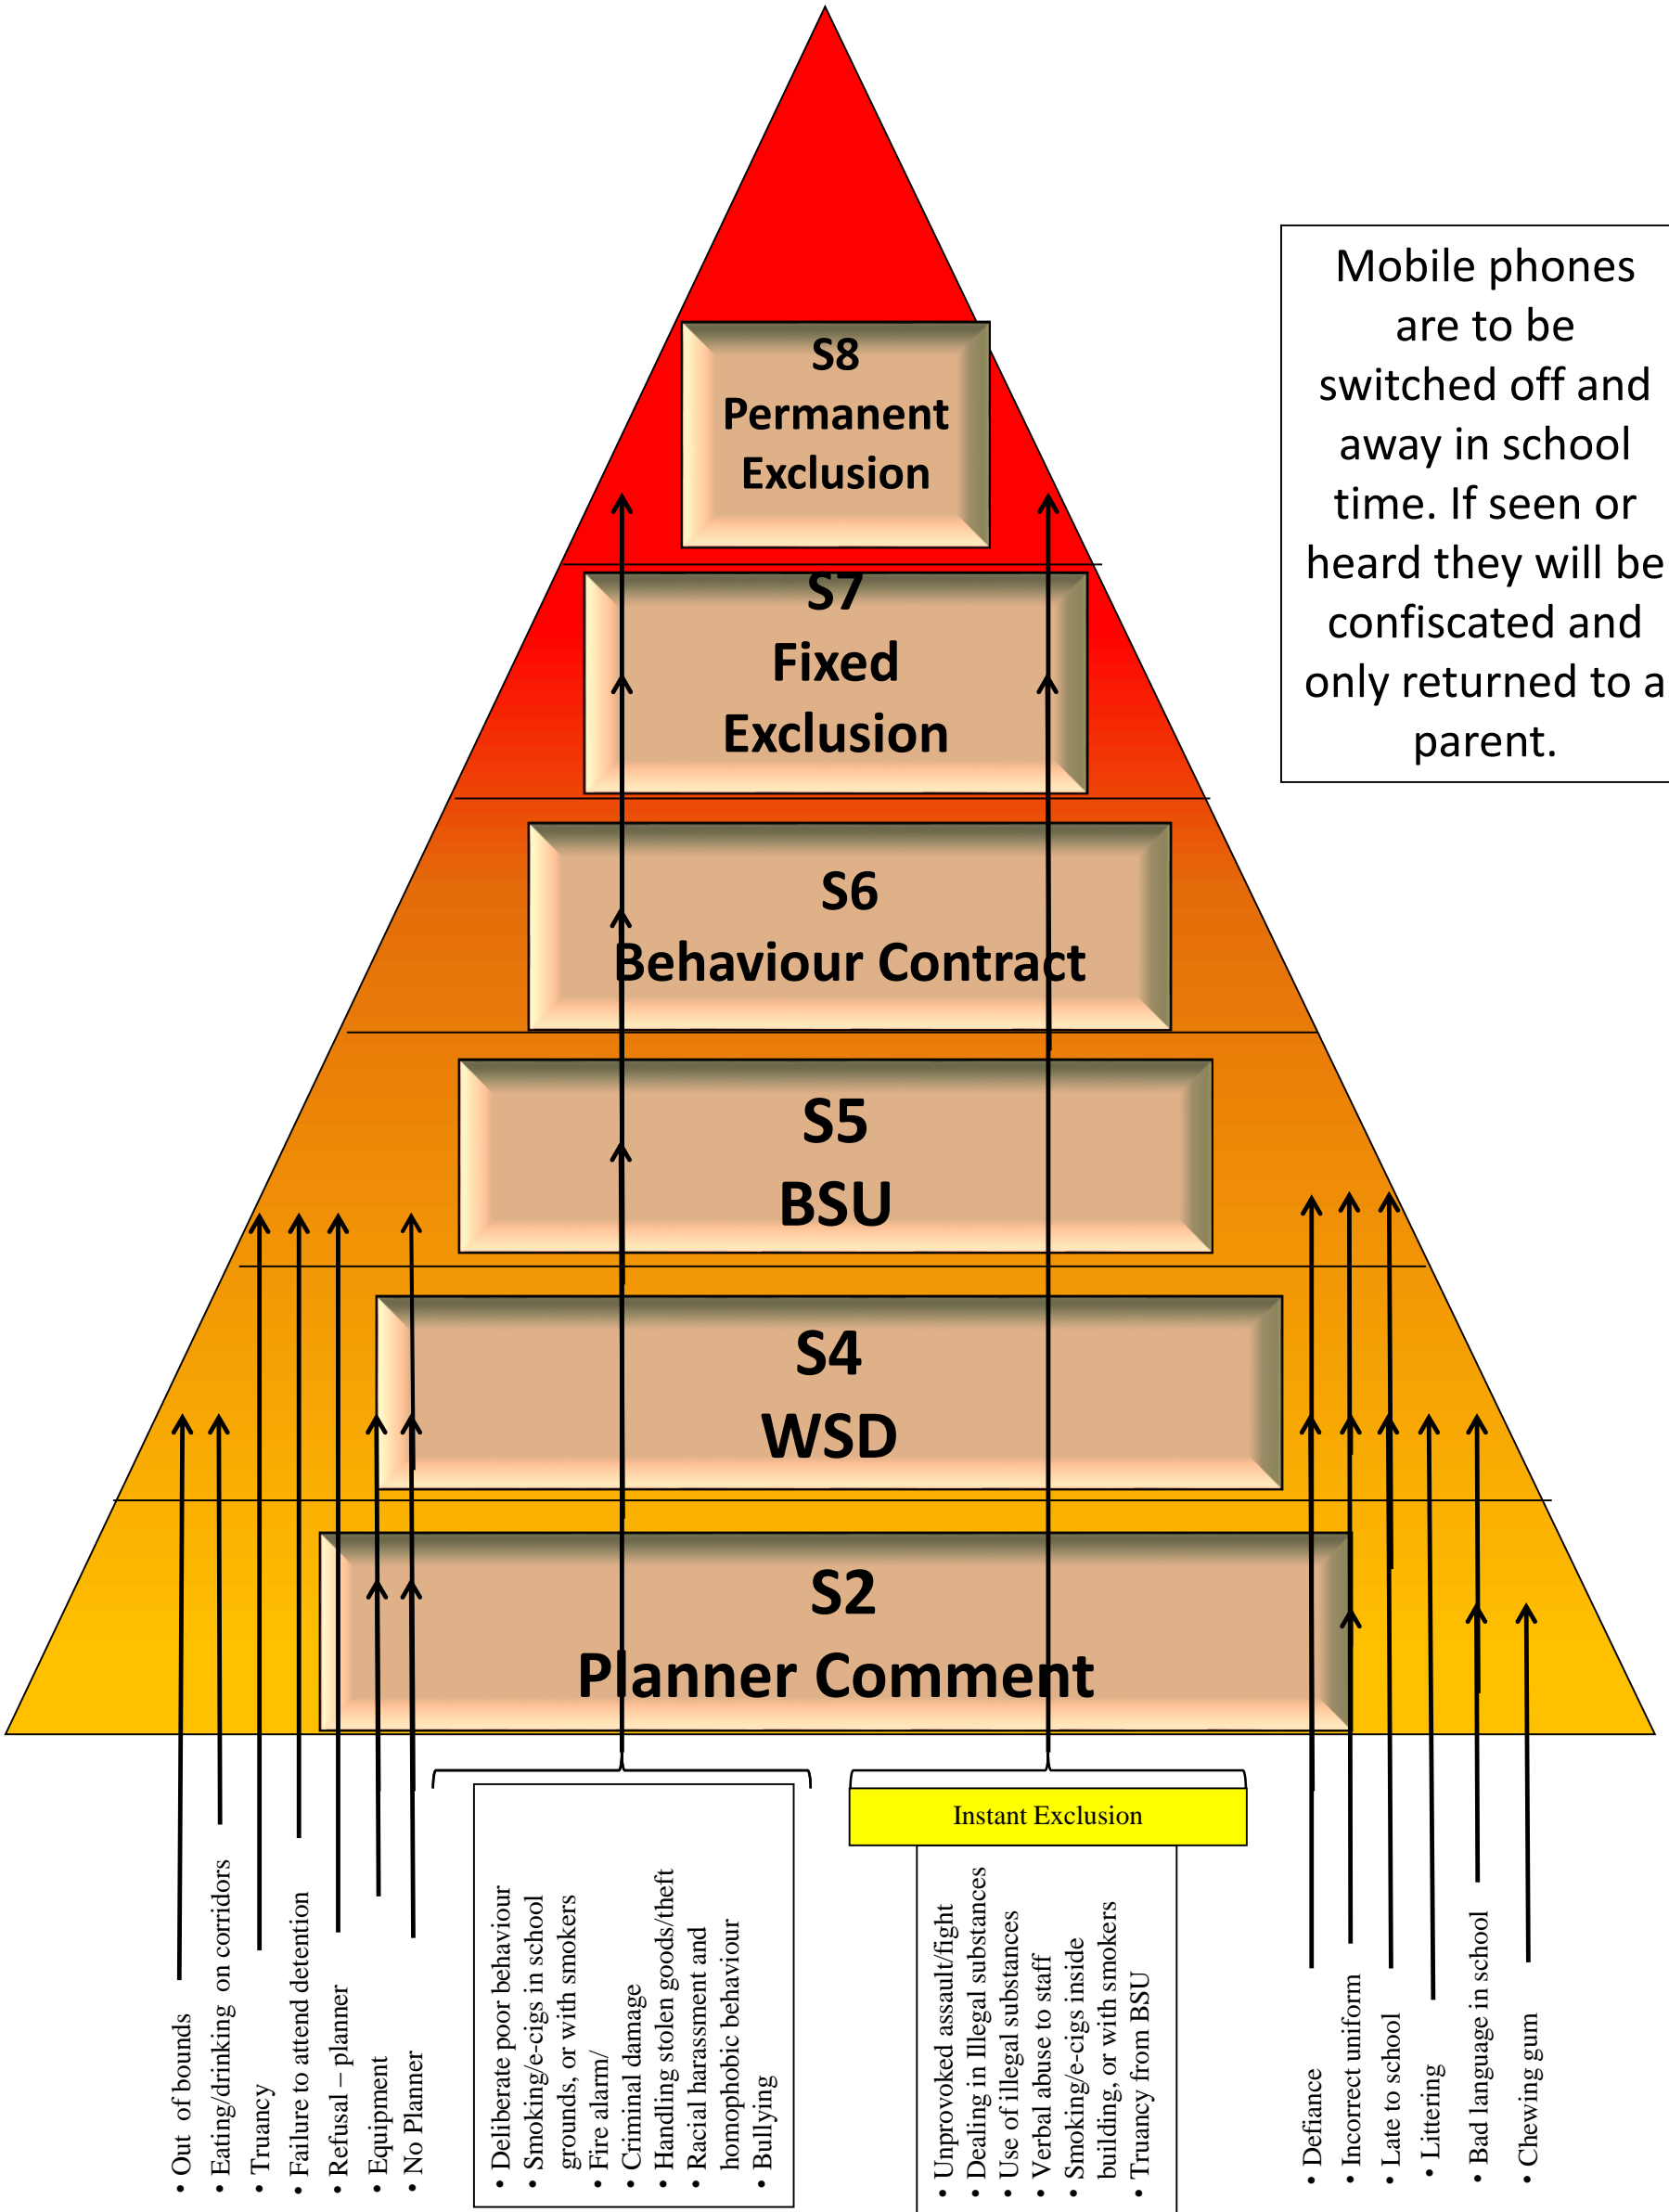 S8
Permanent
Exclusion
Mobile phones
are to be
switched off and
away in school
time. If seen or
heard they will be
confiscated and
only returned to a
parent.
S7
Fixed
Exclusion
S6
Behaviour Contract
S5
BSU
S4
WSD
S2
Planner Comment
• Out of bounds
• Eating/drinking on corridors
• Truancy
• Failure to attend detention
• Refusal – planner
• Equipment
• No Planner
• Deliberate poor behaviour
• Smoking/e-cigs in school
grounds, or with smokers
• Fire alarm/
• Criminal damage
• Handling stolen goods/theft
• Racial harassment and
homophobic behaviour
• Bullying
Instant Exclusion
• Unprovoked assault/fight
• Dealing in Illegal substances
• Use of illegal substances
• Verbal abuse to staff
• Smoking/e-cigs inside
building, or with smokers
• Truancy from BSU
• Defiance
• Incorrect uniform
• Late to school
• Littering
• Bad language in school
• Chewing gum